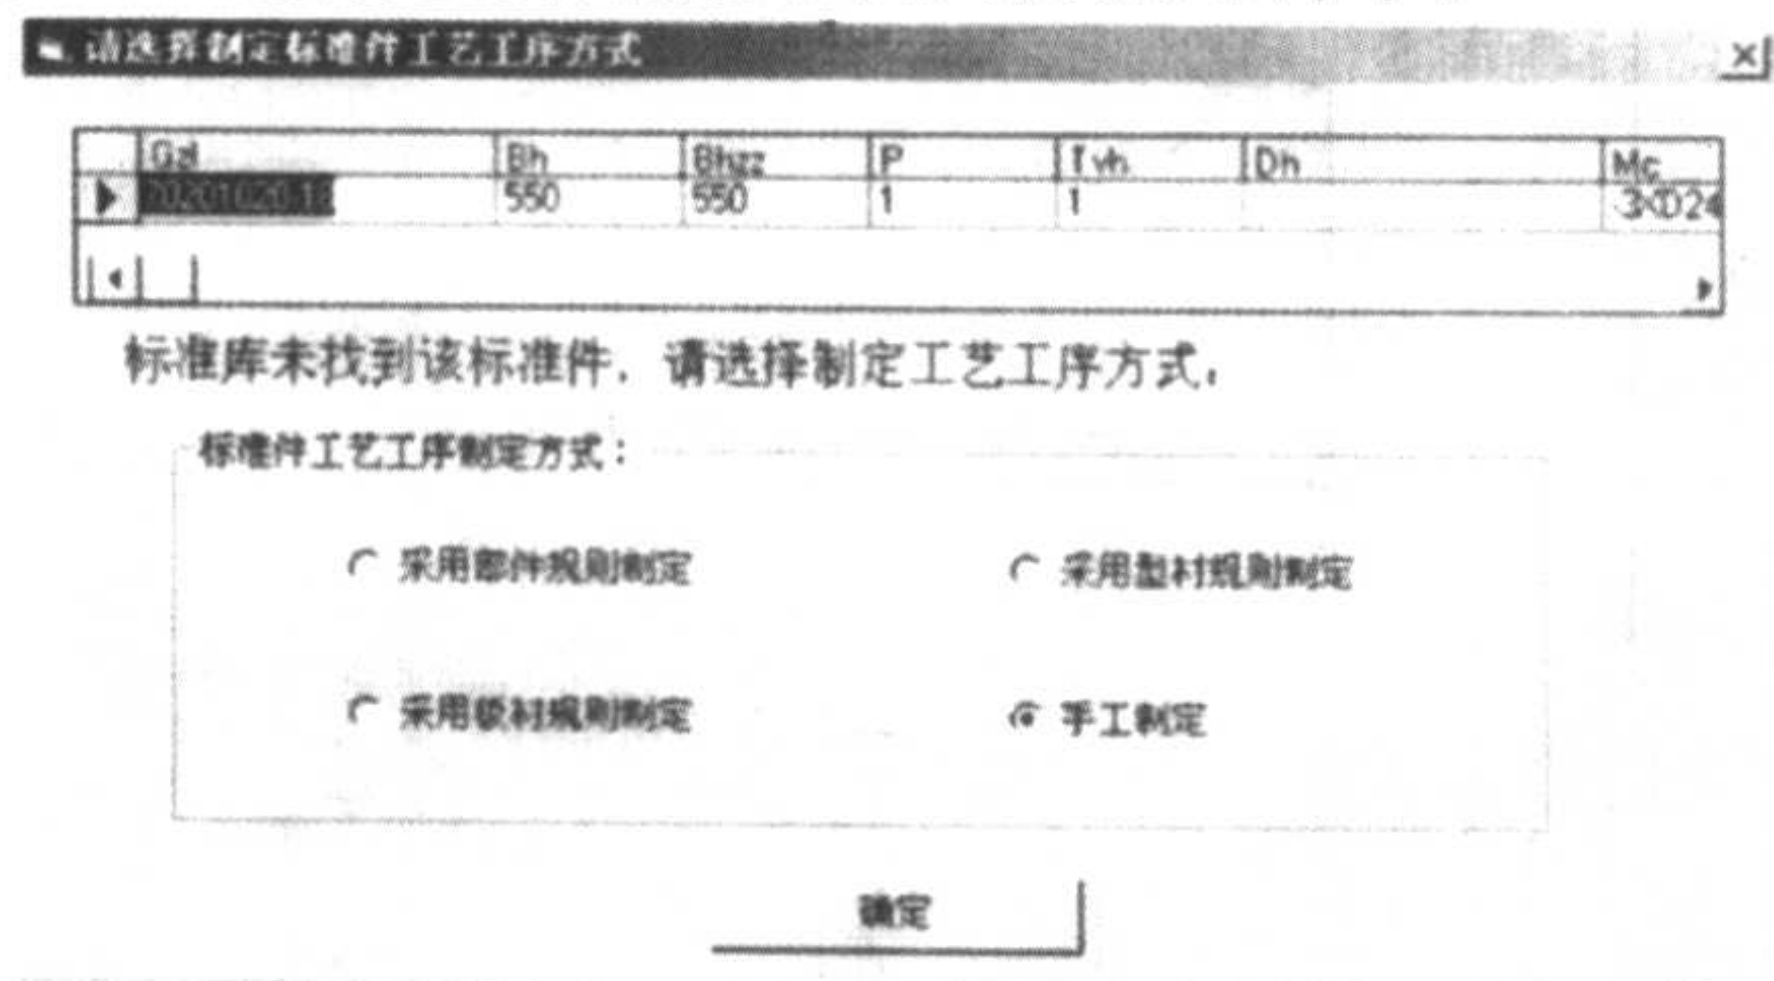 请选择制定标准件工艺工序方式
Gzl Bh Bhzz P Tvh Dh Mc
550 550 1 1
标准库未找到该标准件，请选择制定工艺工序方式，
标准件工艺工序制定方式：
采用部件规则制定 采用型材规则制定
采用板材规则制定 手工制定
确定